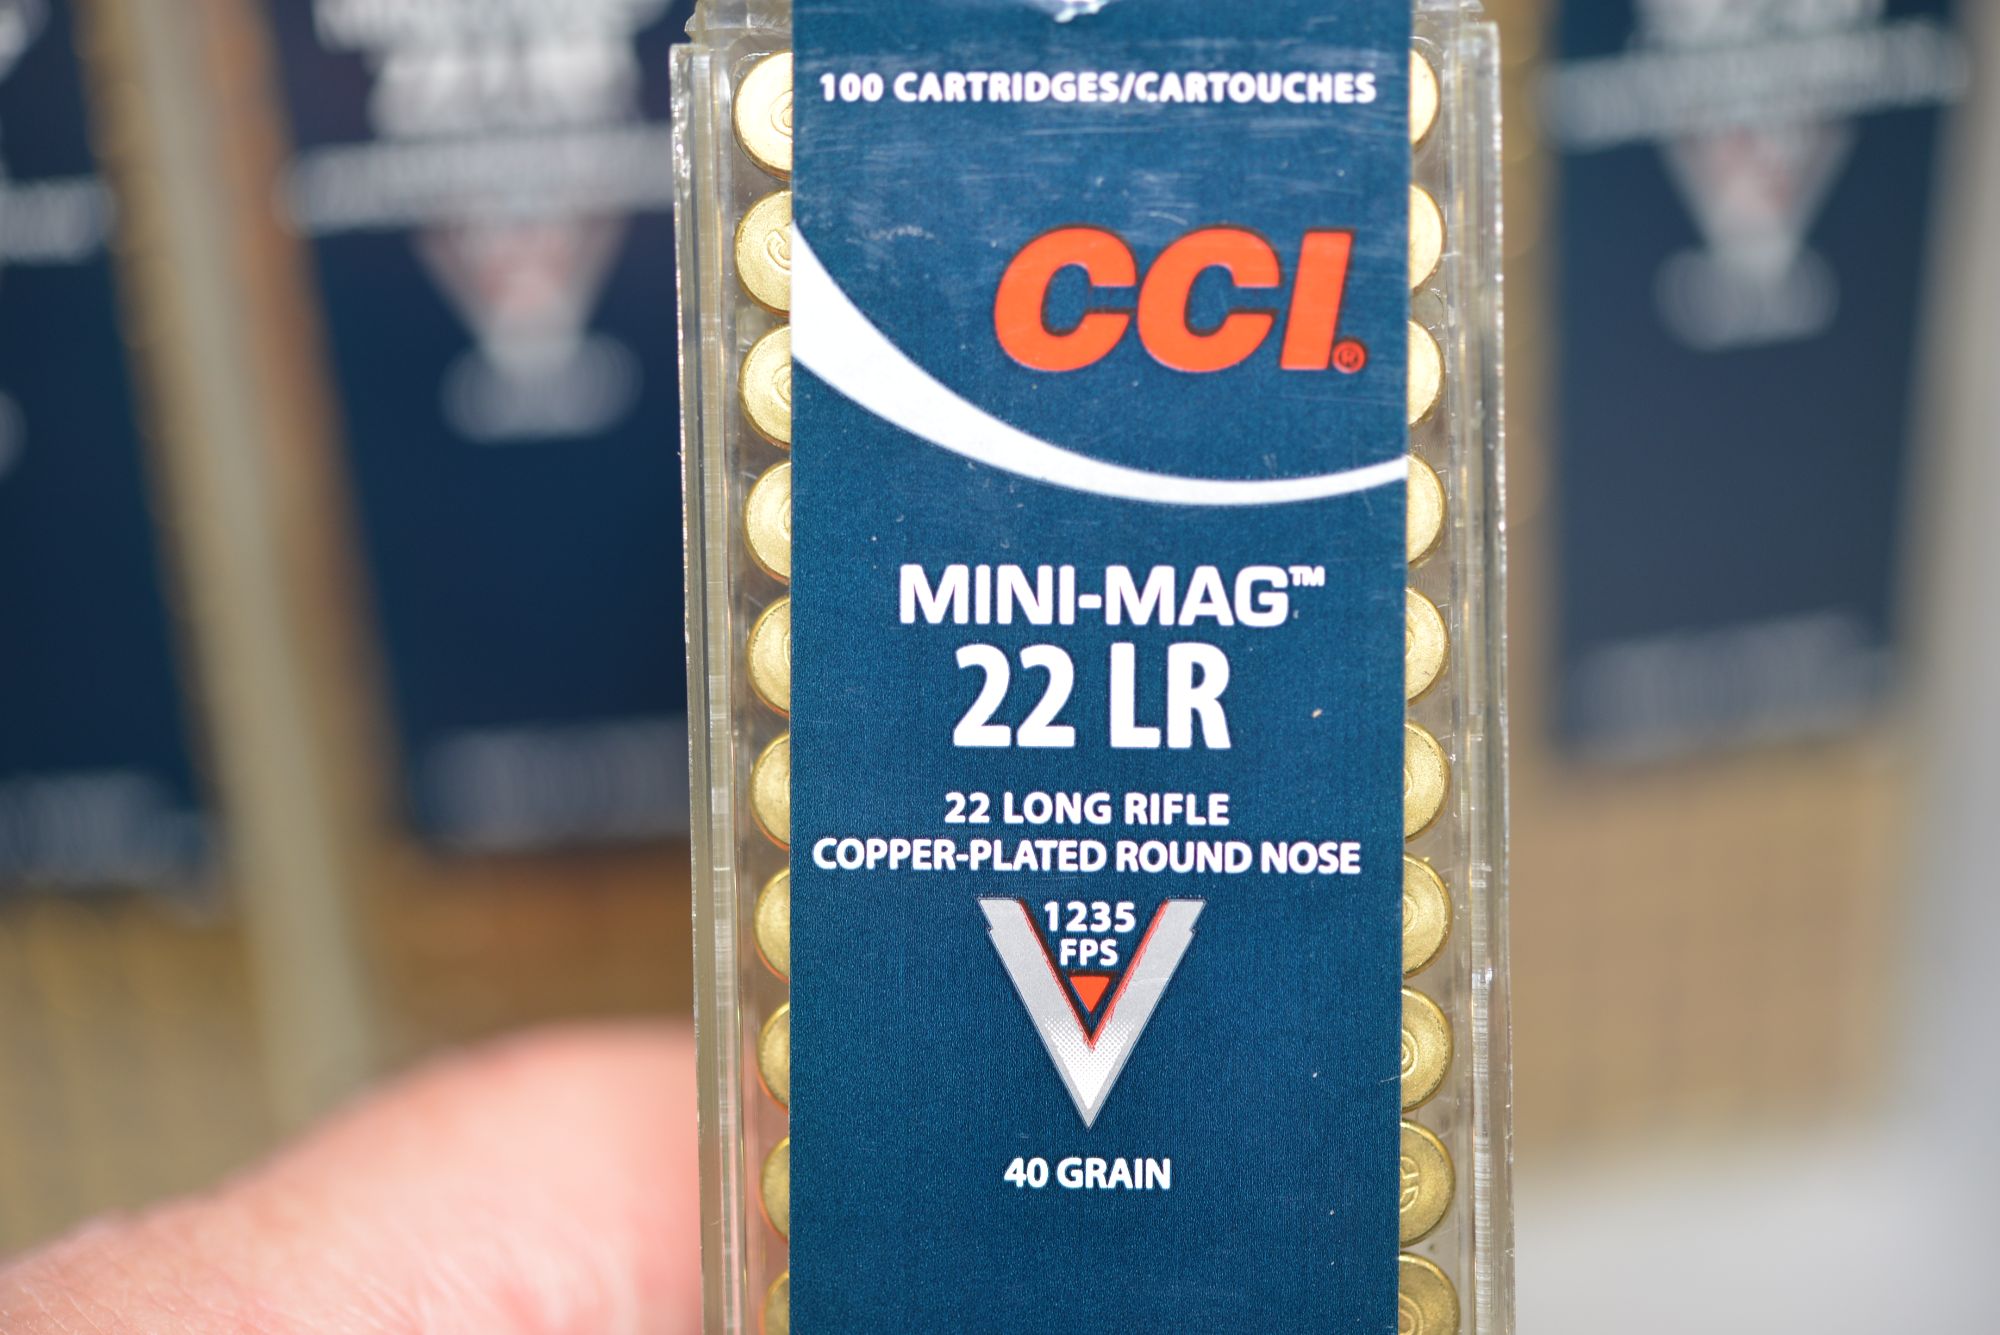 100 CARTRIDGES/CARTOUCHES
CCI®
MINI-MAG™
22 LR
22 LONG RIFLE
COPPER-PLATED ROUND NOSE
1235
FPS
40 GRAIN